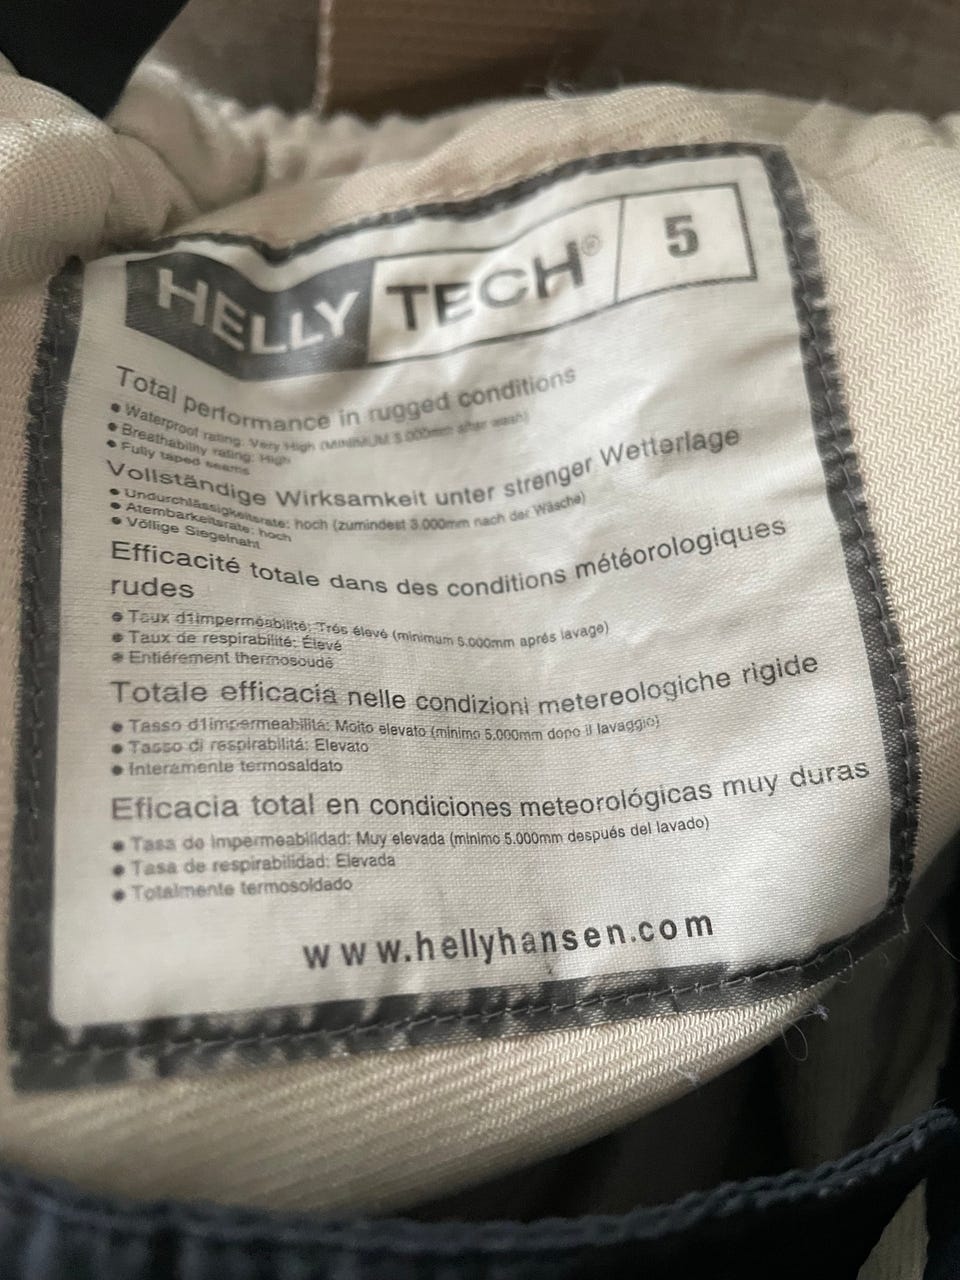 HELLY TECH® 5
Total performance in rugged conditions
• Waterproof rating: Very High (MINIMUM 5.000mm after wash)
• Breathability rating: High
• Fully taped seams
Vollständige Wirksamkeit unter strenger Wetterlage
• Undurchlässigkeitsrate: hoch (zumindest 3.000mm nach der Wäsche)
• Atembarkeitsrate: hoch
• Völlige Siegelnaht
Efficacité totale dans des conditions météorologiques
rudes
• Taux d1imperméabilité: Trés élevé (minimum 5.000mm aprés lavage)
• Taux de respirabilité: Élevé
• Entiérement thermosoudé
Totale efficacia nelle condizioni metereologiche rigide
• Tasso d1impermeabilitá: Molto elevato (minimo 5.000mm dopo il lavaggio)
• Tasso di respirabilitá: Elevato
• Interamente termosaldato
Eficacia total en condiciones meteorológicas muy duras
• Tasa de impermeabilidad: Muy elevada (minimo 5.000mm después del lavado)
• Tasa de respirabilidad: Elevada
• Totalmente termosoldado
www.hellyhansen.com